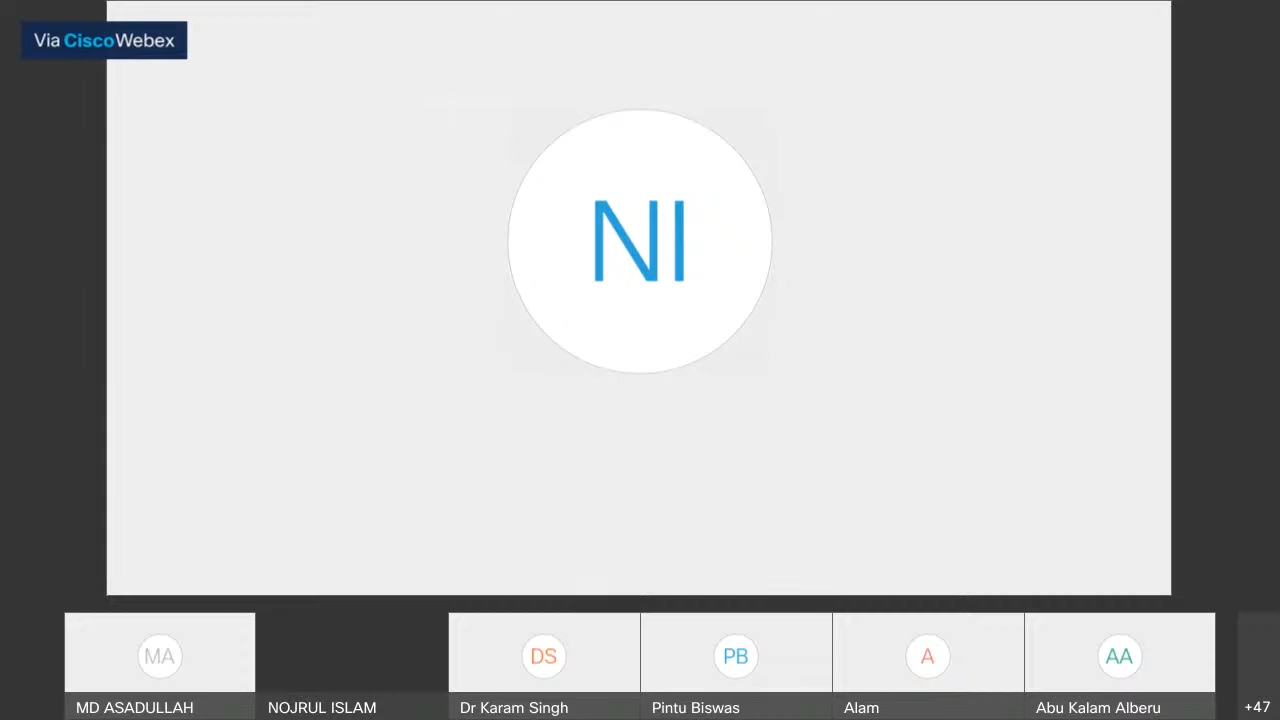 Via CiscoWebex
NI
MA
DS
PB
A
AA
MD ASADULLAH
NOJRUL ISLAM
Dr Karam Singh
Pintu Biswas
Alam
Abu Kalam Alberu
+47